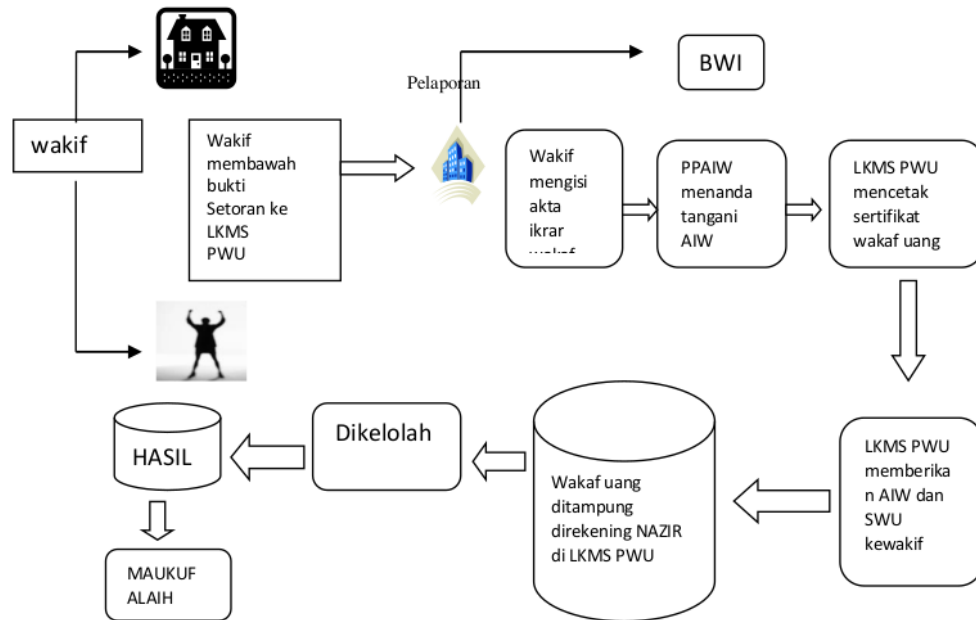 wakif
Wakif
membawah
bukti
Setoran ke
LKMS
PWU
Pelaporan
BWI
Wakif
mengisi
akta
ikrar
PPAIW
menanda
tangani
AIW
LKMS PWU
mencetak
sertifikat
wakaf uang
LKMS PWU
memberika
n AIW dan
SWU
kewakif
Wakaf uang
ditampung
direkening NAZIR
di LKMS PWU
Dikelolah
HASIL
MAUKUF
ALAIH